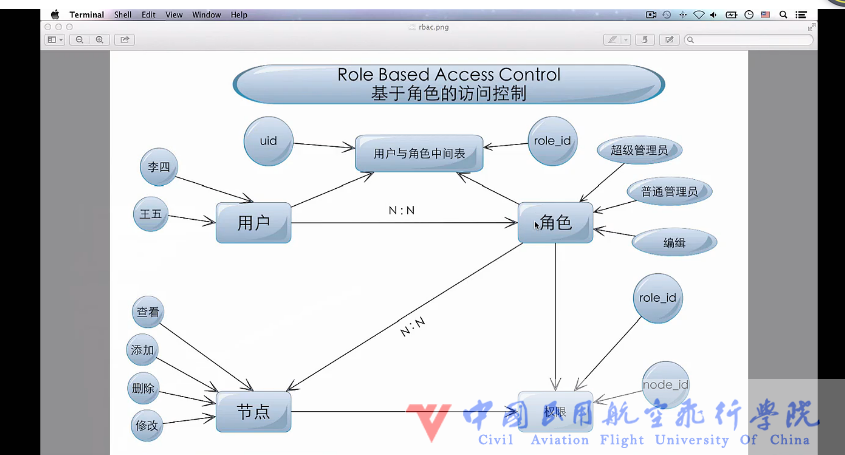 Terminal Shell Edit View Window Help
rbac.png
Role Based Access Control
基于角色的访问控制
uid
用户与角色中间表
role_id
超级管理员
李四
普通管理员
王五
用户
N : N
角色
编缉
role_id
查看
N : N
添加
node_id
删除
节点
权限
修改
中国民用航空飞行学院
Civil Aviation Flight University Of China